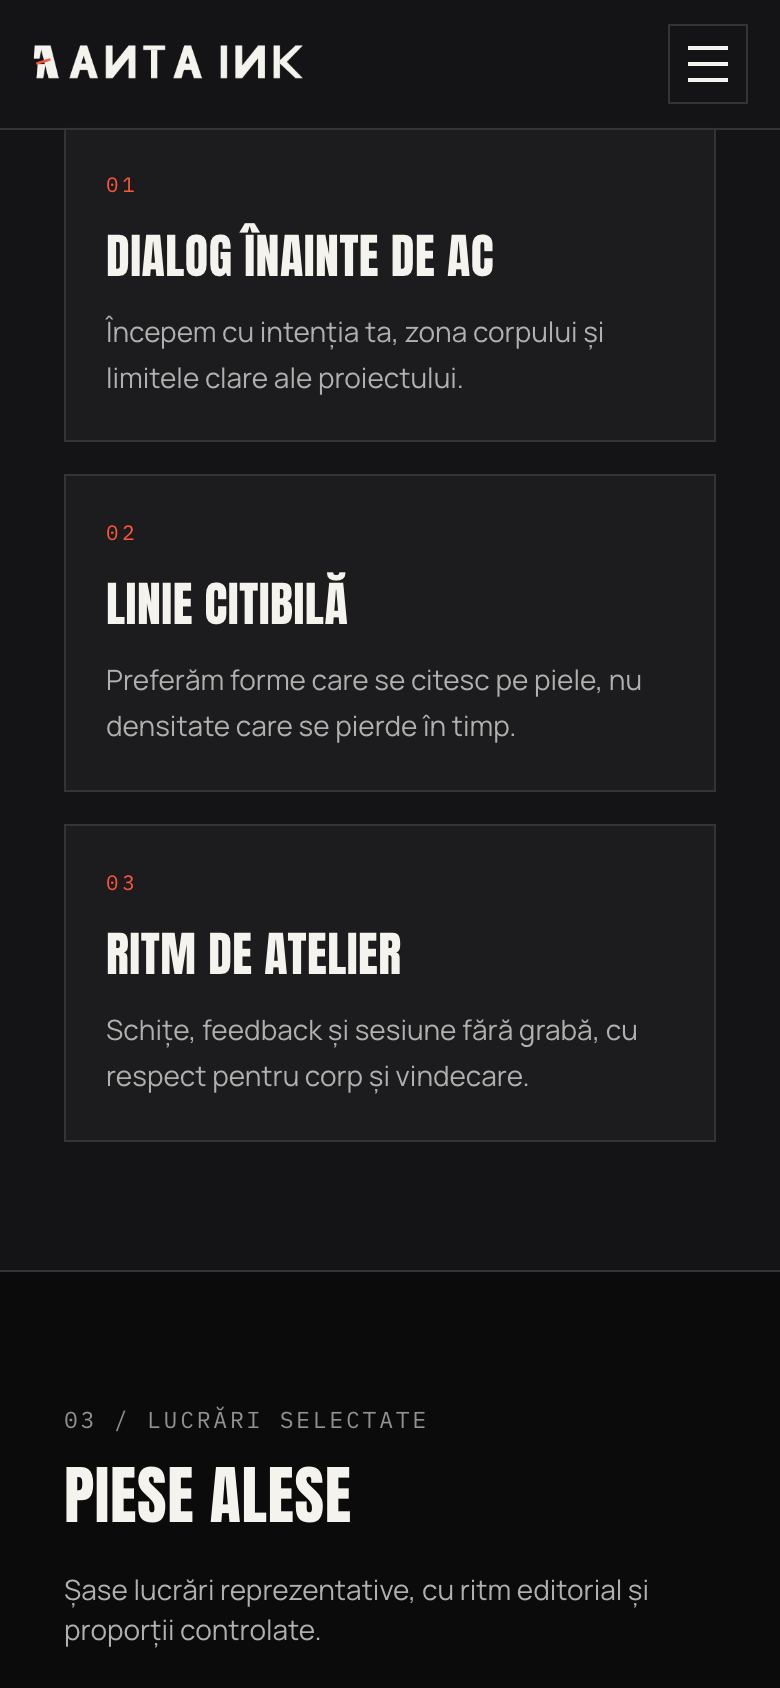 ANTA INK
01
DIALOG ÎNAINTE DE AC
Începem cu intenția ta, zona corpului și
limitele clare ale proiectului.
02
LINIE CITIBILĂ
Preferăm forme care se citesc pe piele, nu
densitate care se pierde în timp.
03
RITM DE ATELIER
Schițe, feedback și sesiune fără grabă, cu
respect pentru corp și vindecare.
03 / LUCRĂRI SELECTATE
PIESE ALESE
Șase lucrări reprezentative, cu ritm editorial și
proporții controlate.